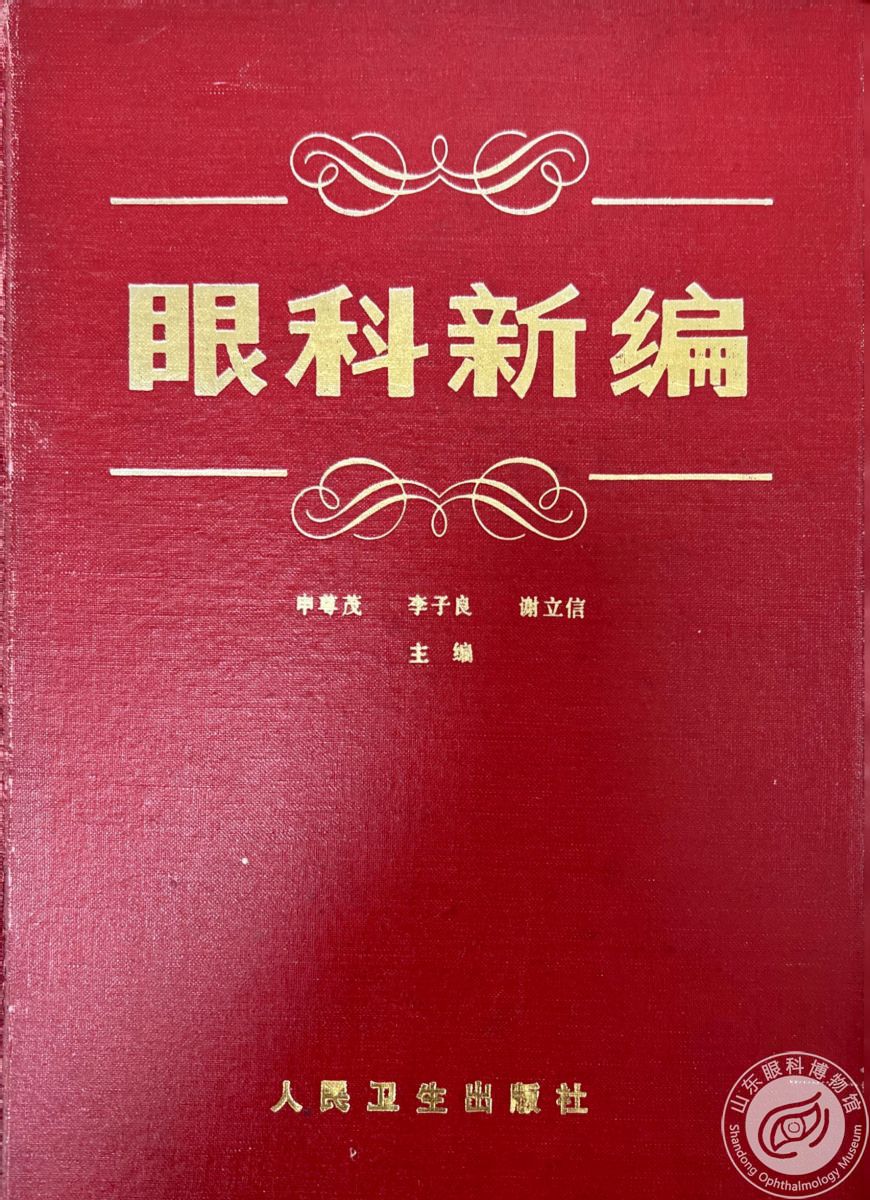 眼科新编
申尊茂 李子良 谢立信
主编
人民卫生出版社
山东眼科博物馆
Shandong Ophthalmology Museum